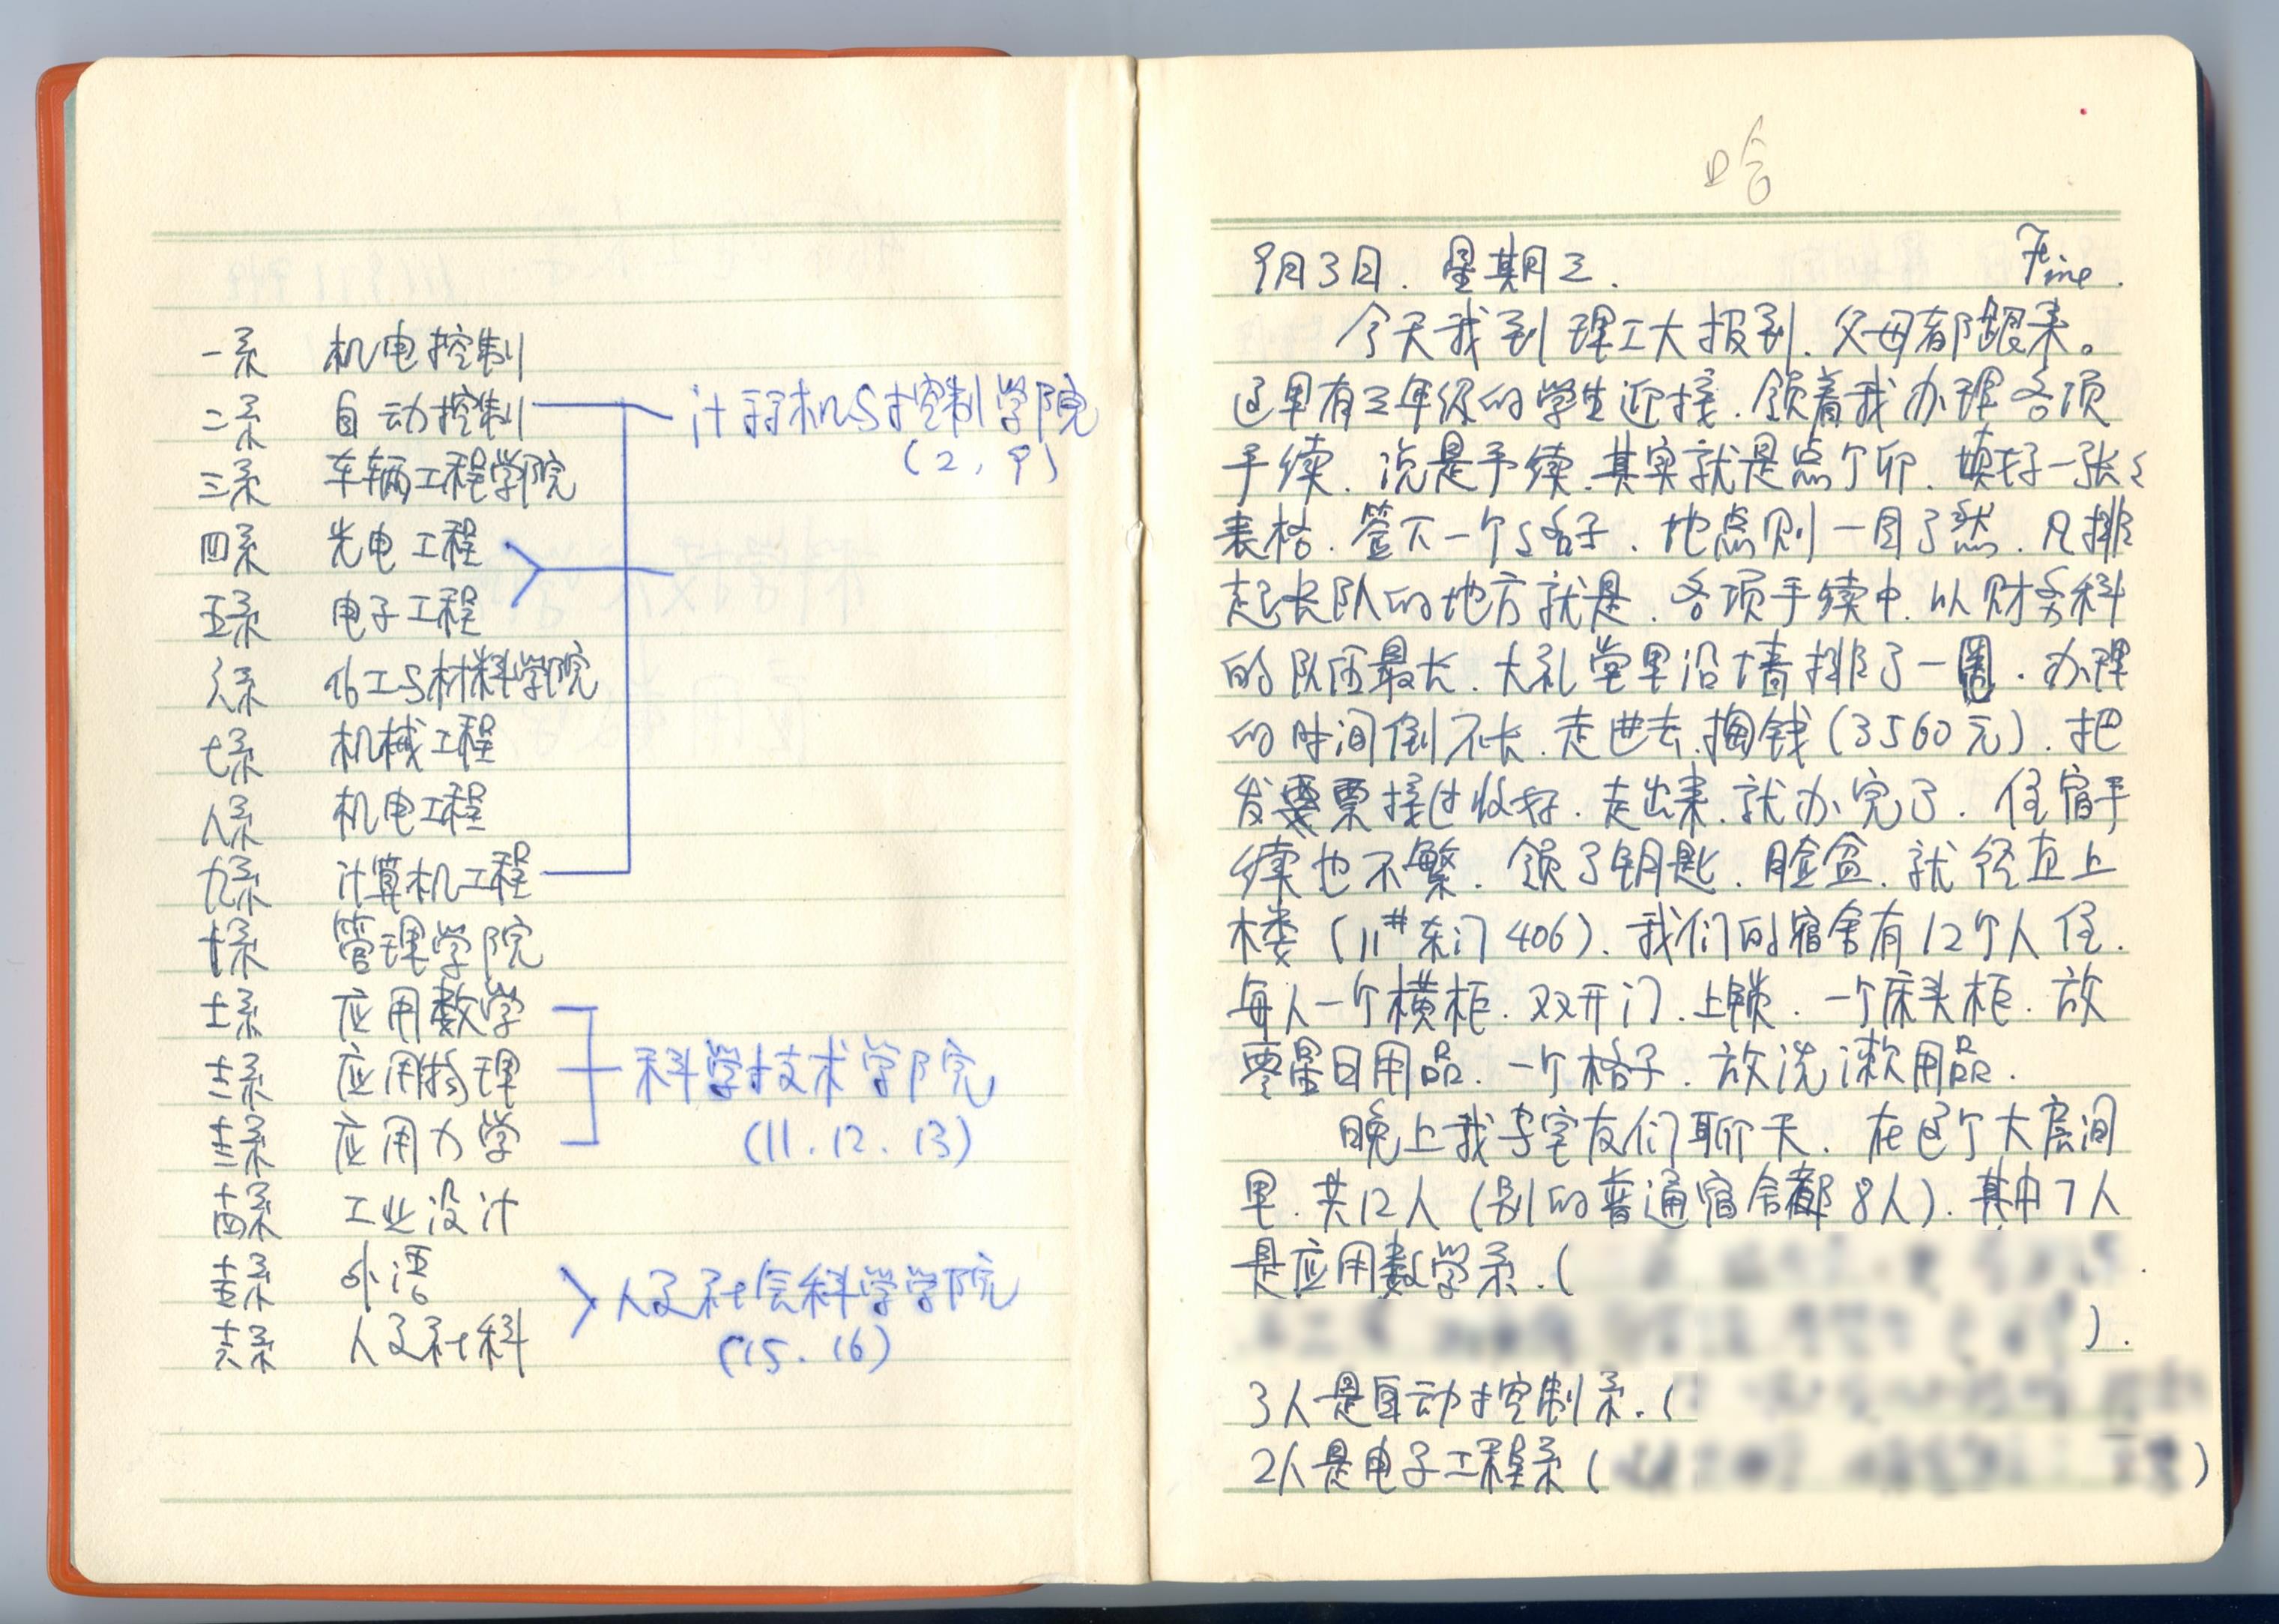 一系 机电控制
二系 自动控制
计算机与控制学院
(2, 9)
三系 车辆工程学院
四系 光电工程
五系 电子工程
六系 化工与材料学院
七系 机械工程
八系 机电工程
九系 计算机工程
十系 管理学院
十一系 应用数学
十二系 应用物理
科学技术学院
十三系 应用力学
(11.12.13)
十四系 工业设计
十五系 外语
人文社会科学学院
十六系 人文社科
(15.16)
哈
9月3日. 星期三. Fine.
今天我到理工大报到. 父母都跟来。
这里有三年级的学生迎接. 领着我办理各项
手续. 说是手续. 其实就是点个卯. 填好一张
表格. 签下一个名字. 地点则一目了然. 凡排
起长队的地方就是. 各项手续中. 以财务科
的队伍最长. 大礼堂里沿墙排了一圈. 办理
的时间倒不长. 走进去. 掏钱(3560元). 把
发票接过收好. 走出来. 就办完了. 住宿手
续也不繁. 领了钥匙. 脸盆. 就径直上
楼(11#东门406). 我们的宿舍有12个人住.
每人一个横柜. 双开门. 上锁. 一个床头柜. 放
零星日用品. 一个格子. 放洗漱用品.
晚上我与室友们聊天. 在这个大房间
里. 共12人(别的普通宿舍都8人). 其中7人
是应用数学系. (
).
3人是自动控制系. (
2人是电子工程系( )